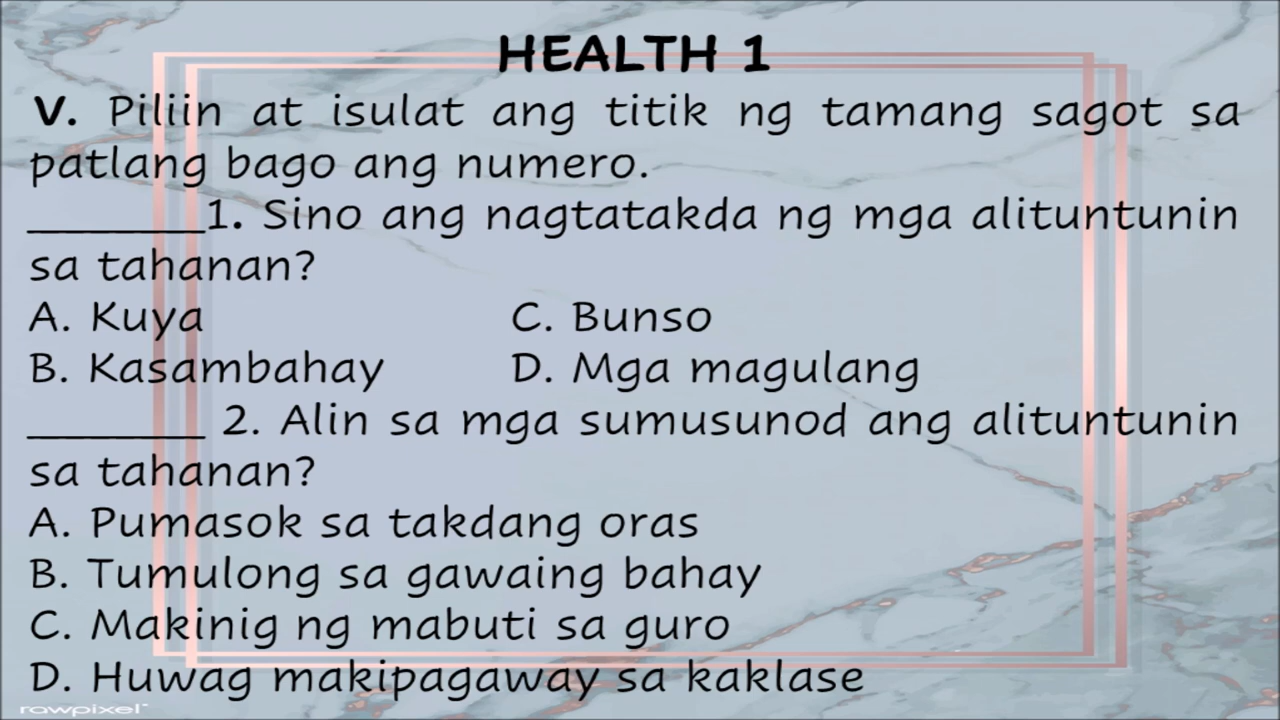 HEALTH 1
V. Piliin at isulat ang titik ng tamang sagot sa
patlang bago ang numero.
________1. Sino ang nagtatakda ng mga alituntunin
sa tahanan?
A. Kuya C. Bunso
B. Kasambahay D. Mga magulang
________ 2. Alin sa mga sumusunod ang alituntunin
sa tahanan?
A. Pumasok sa takdang oras
B. Tumulong sa gawaing bahay
C. Makinig ng mabuti sa guro
D. Huwag makipagaway sa kaklase
rawpixel